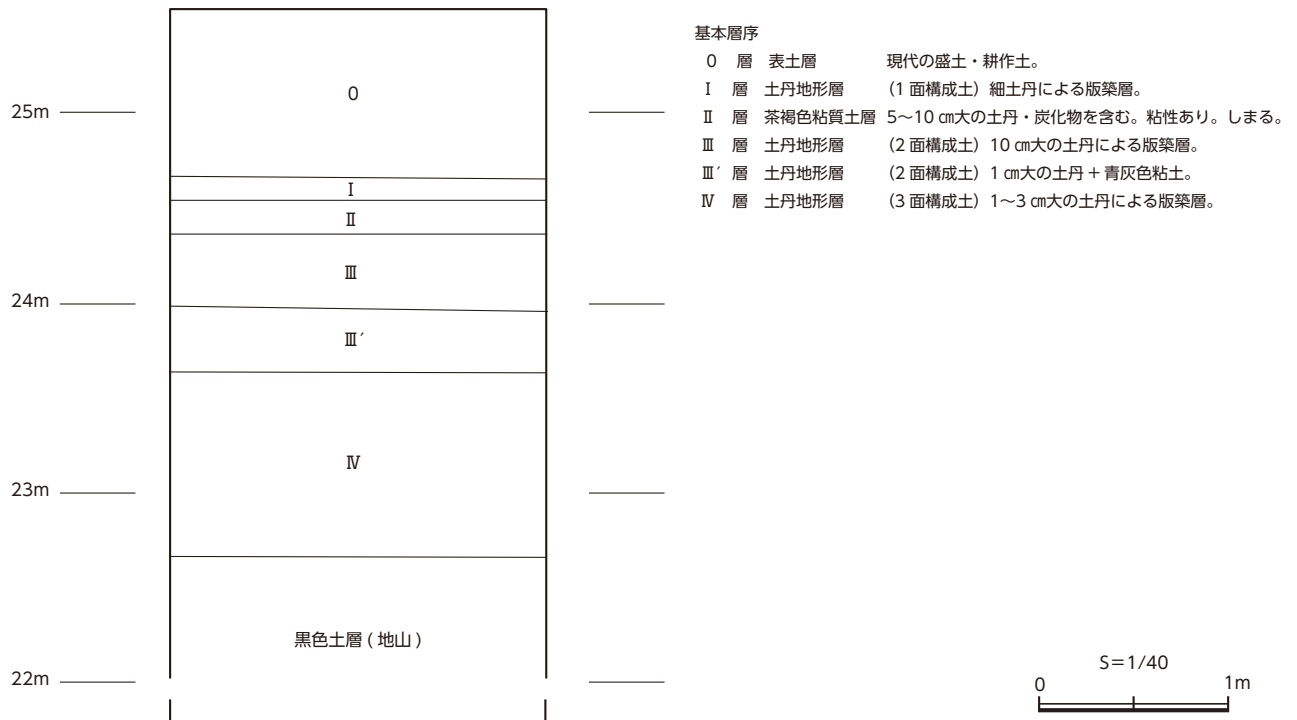 基本層序
0 層 表土層 現代の盛土・耕作土。
Ⅰ 層 土丹地形層 (1 面構成土) 細土丹による版築層。
Ⅱ 層 茶褐色粘質土層 5~10 ㎝大の土丹・炭化物を含む。粘性あり。しまる。
Ⅲ 層 土丹地形層 (2 面構成土) 10 ㎝大の土丹による版築層。
Ⅲ´ 層 土丹地形層 (2 面構成土) 1 ㎝大の土丹 + 青灰色粘土。
Ⅳ 層 土丹地形層 (3 面構成土) 1~3 ㎝大の土丹による版築層。
0
25m
Ⅰ
Ⅱ
Ⅲ
24m
Ⅲ´
Ⅳ
23m
黒色土層 ( 地山 )
22m
S=1/40
0 1m